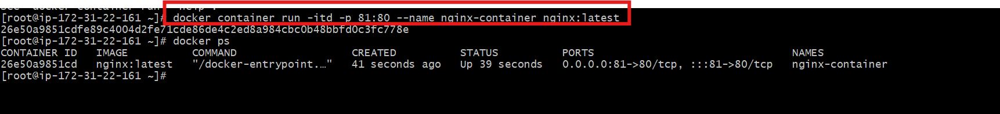 [root@ip-172-31-22-161 ~]# docker container run -itd -p 81:80 --name nginx-container nginx:latest
26e50a9851cdfe89c4004d2fe71cde86de4c2ed8a984cbc0b48bbfd0c3fc778e
[root@ip-172-31-22-161 ~]# docker ps
CONTAINER ID   IMAGE          COMMAND                  CREATED          STATUS          PORTS                               NAMES
26e50a9851cd   nginx:latest   "/docker-entrypoint.…"   41 seconds ago   Up 39 seconds   0.0.0.0:81->80/tcp, :::81->80/tcp   nginx-container
[root@ip-172-31-22-161 ~]#